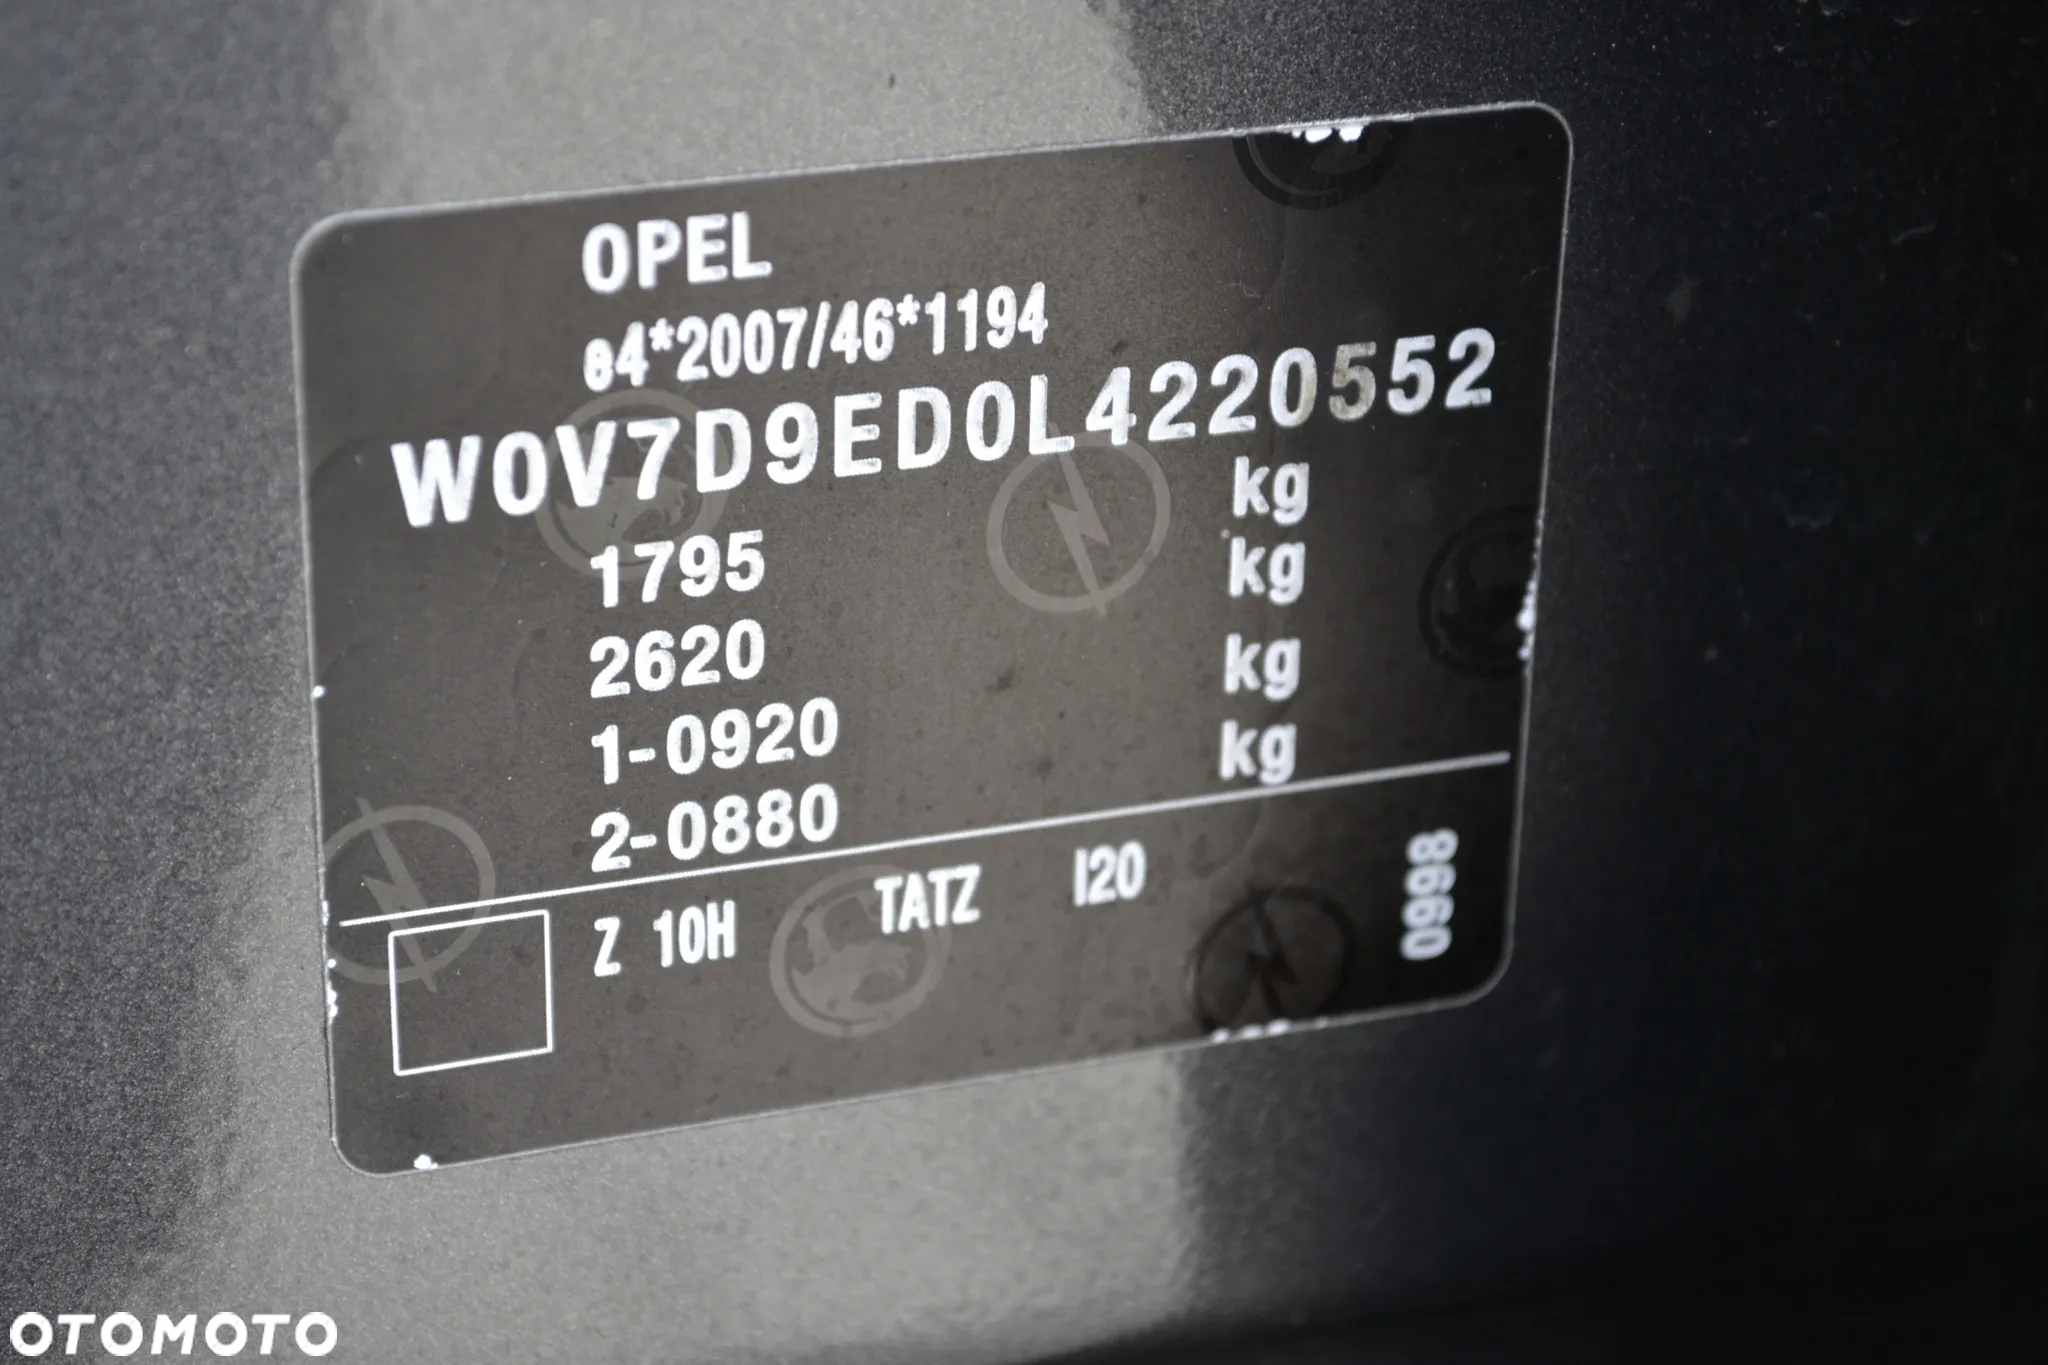 OPEL
e4*2007/46*1194
W0V7D9ED0L4220552
1795 kg
2620 kg
1-0920 kg
2-0880 kg
Z 10H TATZ I20
0998
OTOMOTO